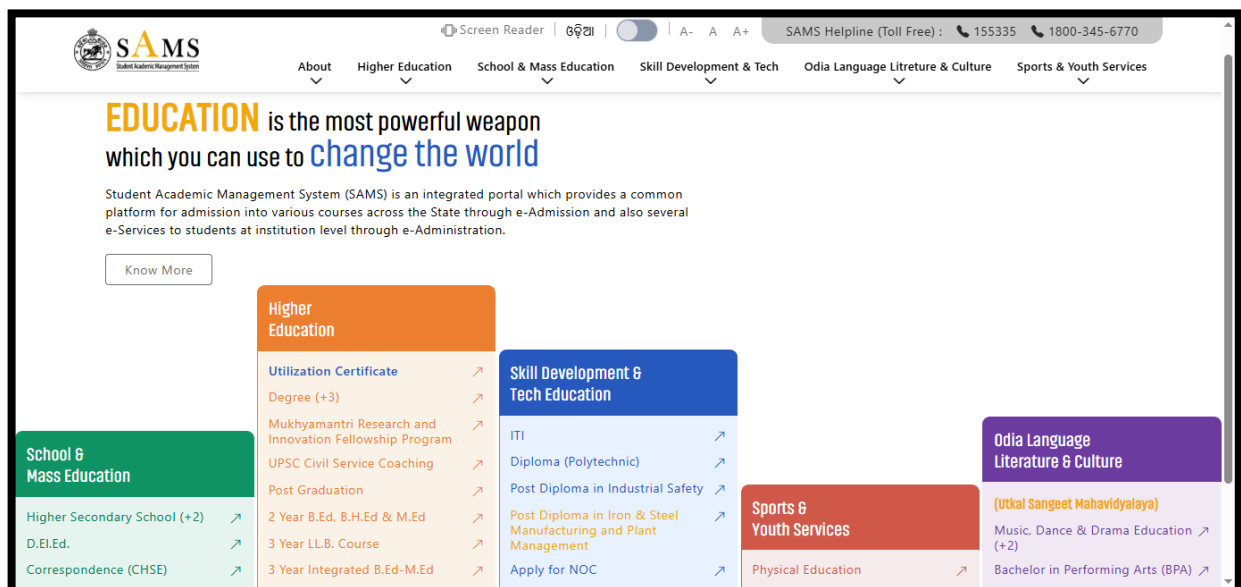 Screen Reader ଓଡ଼ିଆ A- A A+ SAMS Helpline (Toll Free) : 155335 1800-345-6770
SAMS
Student Academic Management System
About Higher Education School & Mass Education Skill Development & Tech Odia Language Litreture & Culture Sports & Youth Services
EDUCATION is the most powerful weapon
which you can use to change the world
Student Academic Management System (SAMS) is an integrated portal which provides a common
platform for admission into various courses across the State through e-Admission and also several
e-Services to students at institution level through e-Administration.
Know More
School &
Mass Education
Higher Secondary School (+2)
D.El.Ed.
Correspondence (CHSE)
Higher
Education
Utilization Certificate
Degree (+3)
Mukhyamantri Research and
Innovation Fellowship Program
UPSC Civil Service Coaching
Post Graduation
2 Year B.Ed, B.H.Ed & M.Ed
3 Year LL.B. Course
3 Year Integrated B.Ed-M.Ed
Skill Development &
Tech Education
ITI
Diploma (Polytechnic)
Post Diploma in Industrial Safety
Post Diploma in Iron & Steel
Manufacturing and Plant
Management
Apply for NOC
Sports &
Youth Services
Physical Education
Odia Language
Literature & Culture
(Utkal Sangeet Mahavidyalaya)
Music, Dance & Drama Education
(+2)
Bachelor in Performing Arts (BPA)